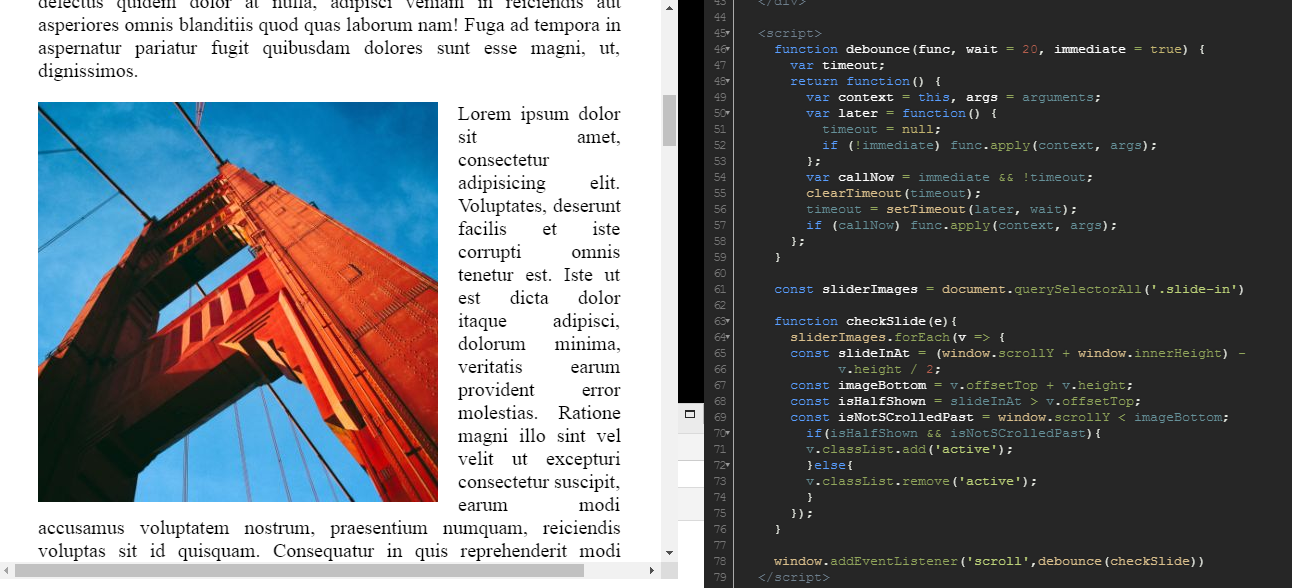 delectus quidem dolor at nulla, adipisci veniam in reiciendis aut
asperiores omnis blanditiis quod quas laborum nam! Fuga ad tempora in
aspernatur pariatur fugit quibusdam dolores sunt esse magni, ut,
dignissimos.
Lorem ipsum dolor
sit amet,
consectetur
adipisicing elit.
Voluptates, deserunt
facilis et iste
corrupti omnis
tenetur est. Iste ut
est dicta dolor
itaque adipisci,
dolorum minima,
veritatis earum
provident error
molestias. Ratione
magni illo sint vel
velit ut excepturi
consectetur suscipit,
earum modi
accusamus voluptatem nostrum, praesentium numquam, reiciendis
voluptas sit id quisquam. Consequatur in quis reprehenderit modi
43 </div>
44
45 <script>
46 function debounce(func, wait = 20, immediate = true) {
47 var timeout;
48 return function() {
49 var context = this, args = arguments;
50 var later = function() {
51 timeout = null;
52 if (!immediate) func.apply(context, args);
53 };
54 var callNow = immediate && !timeout;
55 clearTimeout(timeout);
56 timeout = setTimeout(later, wait);
57 if (callNow) func.apply(context, args);
58 };
59 }
60
61 const sliderImages = document.querySelectorAll('.slide-in')
62
63 function checkSlide(e){
64 sliderImages.forEach(v => {
65 const slideInAt = (window.scrollY + window.innerHeight) -
66 v.height / 2;
67 const imageBottom = v.offsetTop + v.height;
68 const isHalfShown = slideInAt > v.offsetTop;
69 const isNotSCrolledPast = window.scrollY < imageBottom;
70 if(isHalfShown && isNotSCrolledPast){
71 v.classList.add('active');
72 }else{
73 v.classList.remove('active');
74 }
75 });
76 }
77
78 window.addEventListener('scroll',debounce(checkSlide))
79 </script>